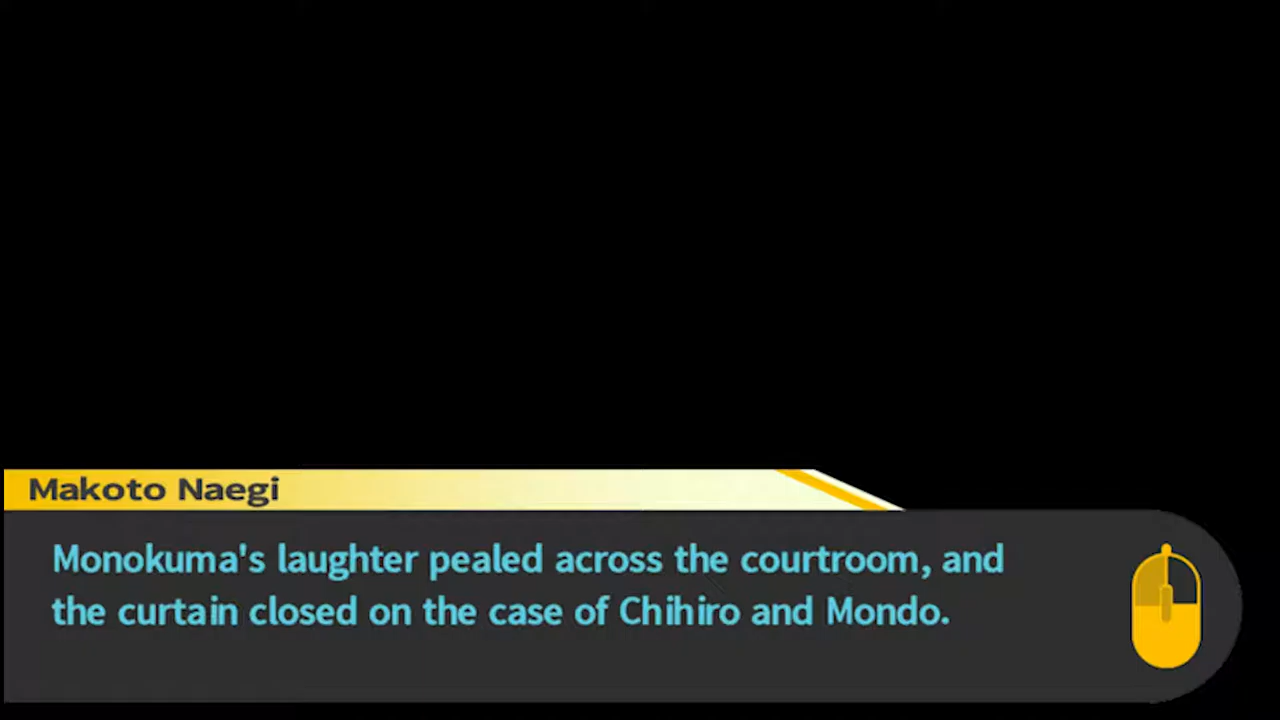 Makoto Naegi
Monokuma's laughter pealed across the courtroom, and
the curtain closed on the case of Chihiro and Mondo.